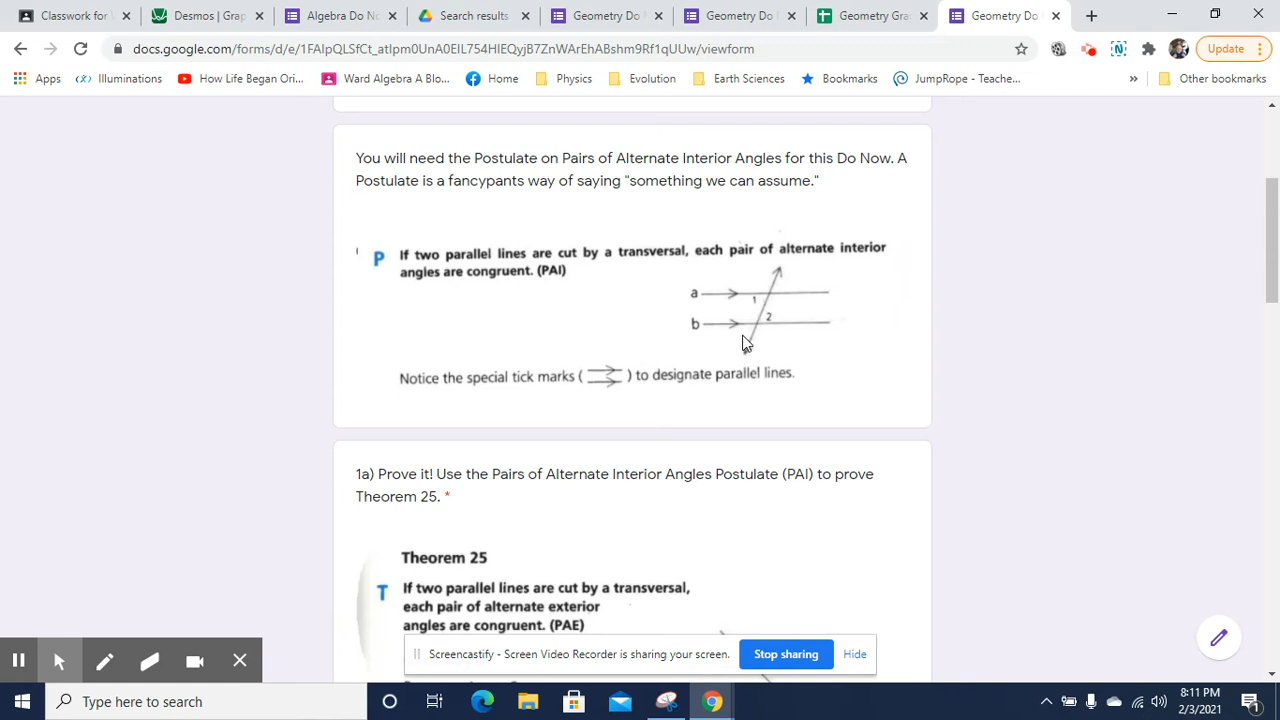 Classroom for W
Desmos | Gra
Algebra Do No
Search result
Geometry Do
Geometry Do
Geometry Gra
Geometry Do
docs.google.com/forms/d/e/1FAIpQLSfCt_atIpm0UnA0EIL754HIEQyjB7ZnWArEhABshm9Rf1qUUw/viewform
Update
Apps
Illuminations
How Life Began Ori...
Ward Algebra A Blo...
Home
Physics
Evolution
Earth Sciences
Bookmarks
JumpRope - Teache...
»
Other bookmarks
You will need the Postulate on Pairs of Alternate Interior Angles for this Do Now. A
Postulate is a fancypants way of saying "something we can assume."
P If two parallel lines are cut by a transversal, each pair of alternate interior
angles are congruent. (PAI)
a
1
2
b
Notice the special tick marks ( ) to designate parallel lines.
1a) Prove it! Use the Pairs of Alternate Interior Angles Postulate (PAI) to prove
Theorem 25. *
Theorem 25
T If two parallel lines are cut by a transversal,
each pair of alternate exterior
angles are congruent. (PAE)
Screencastify - Screen Video Recorder is sharing your screen.
Stop sharing
Hide
Type here to search
8:11 PM
2/3/2021
1